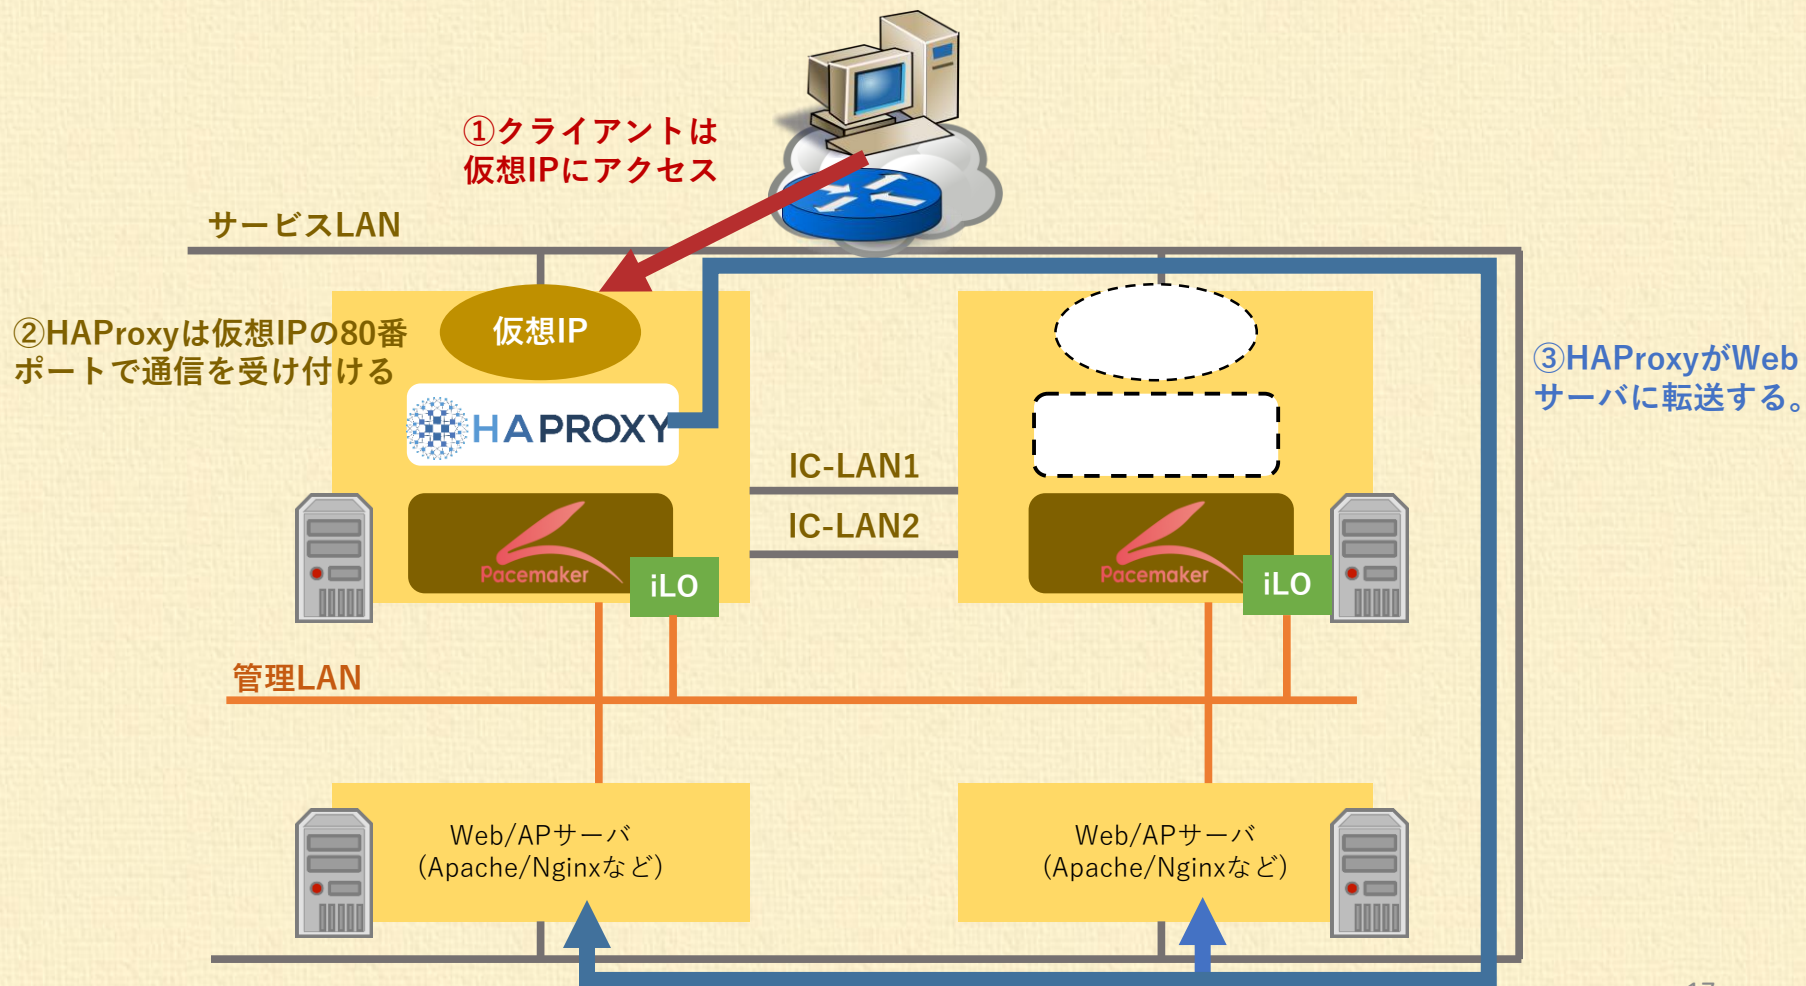 ①クライアントは
仮想IPにアクセス
サービスLAN
仮想IP
②HAProxyは仮想IPの80番
ポートで通信を受け付ける
③HAProxyがWeb
サーバに転送する。
HAPROXY
IC-LAN1
IC-LAN2
Pacemaker
iLO
Pacemaker
iLO
管理LAN
Web/APサーバ
(Apache/Nginxなど)
Web/APサーバ
(Apache/Nginxなど)